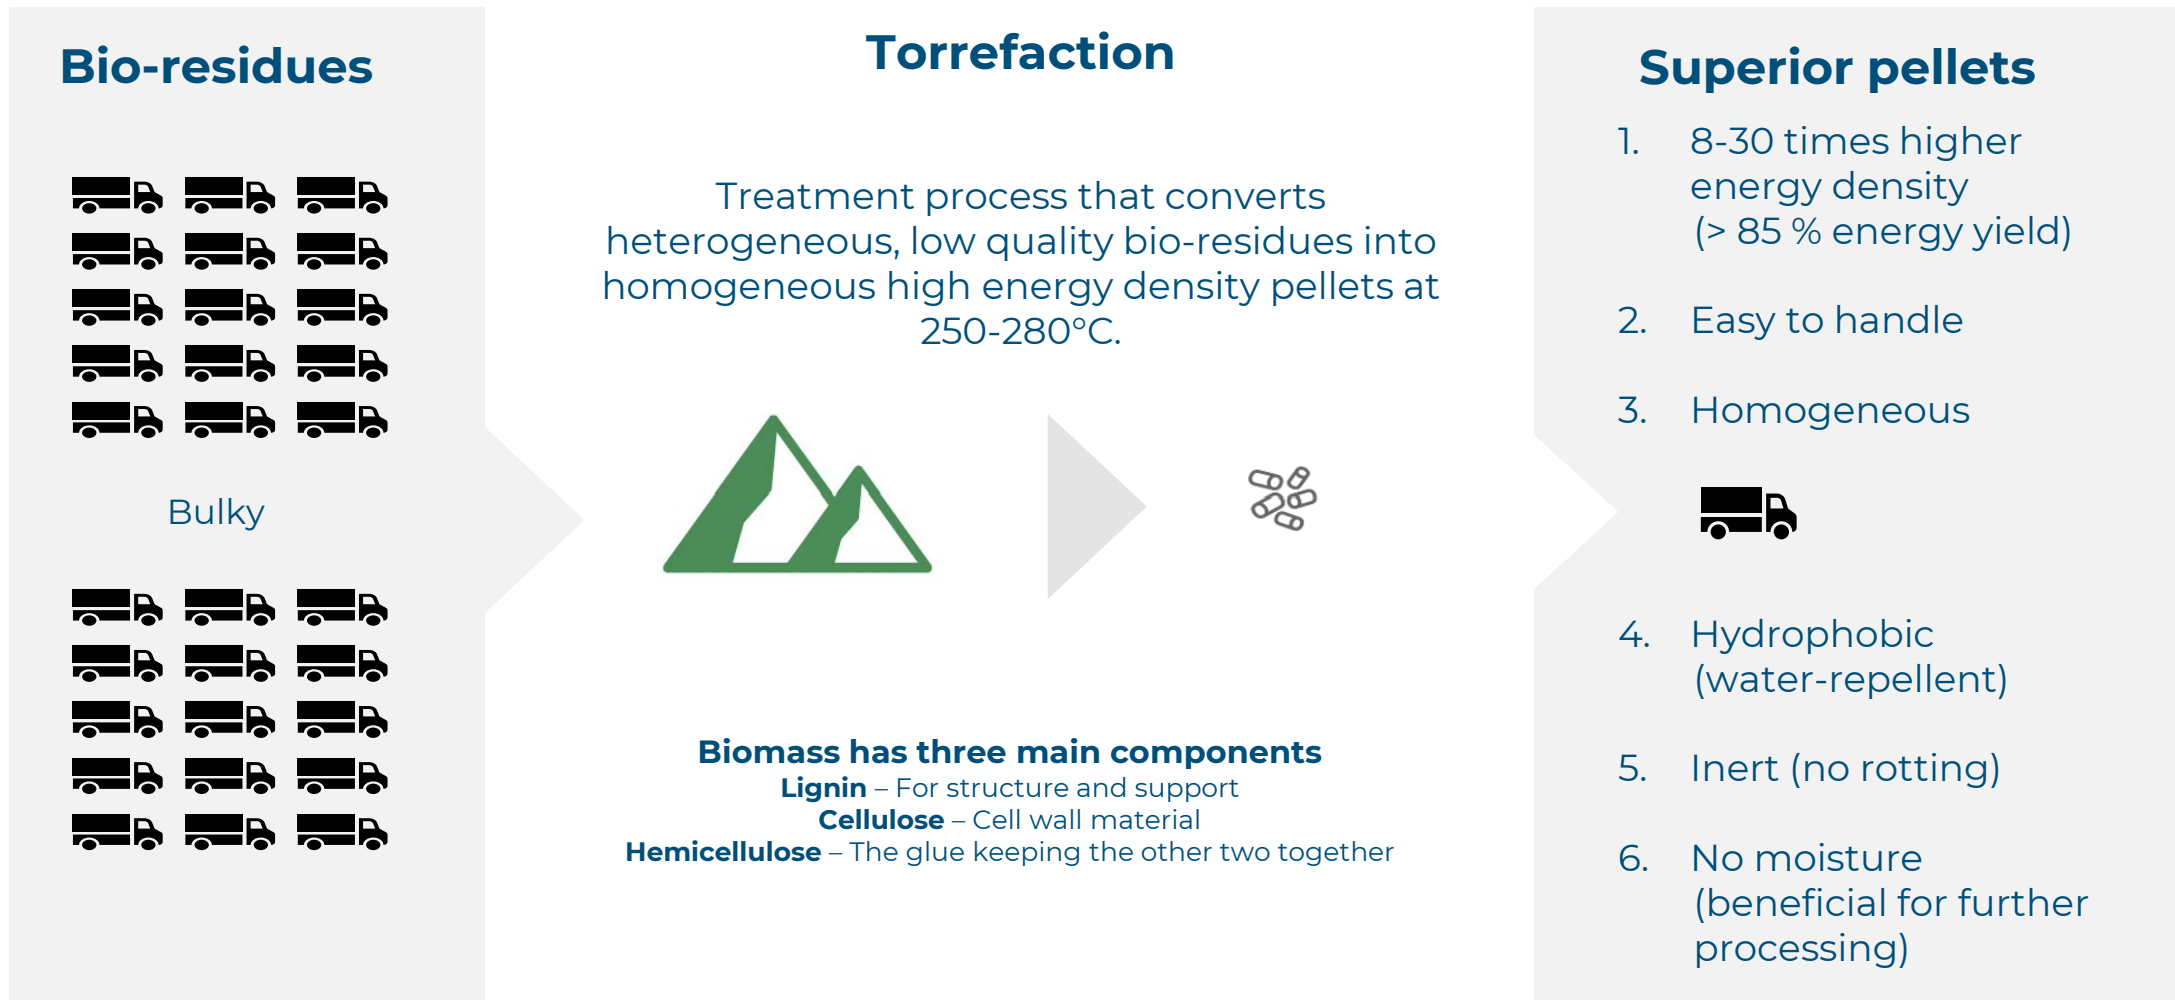 Bio-residues
Bulky
Torrefaction
Treatment process that converts
heterogeneous, low quality bio-residues into
homogeneous high energy density pellets at
250-280°C.
Biomass has three main components
Lignin – For structure and support
Cellulose – Cell wall material
Hemicellulose – The glue keeping the other two together
Superior pellets
1. 8-30 times higher
energy density
(> 85 % energy yield)
2. Easy to handle
3. Homogeneous
4. Hydrophobic
(water-repellent)
5. Inert (no rotting)
6. No moisture
(beneficial for further
processing)